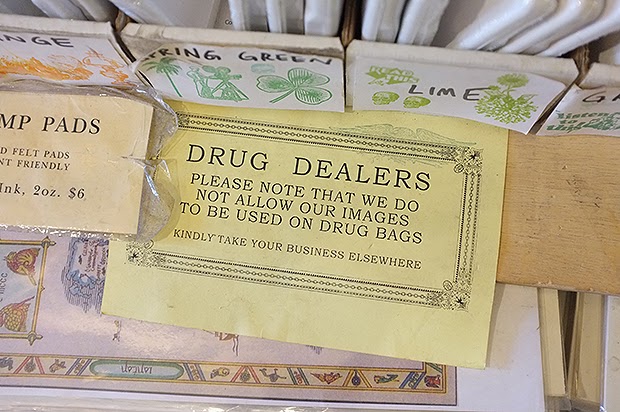 NGE
SPRING GREEN
LIME
MP PADS
D FELT PADS
NT FRIENDLY
Ink, 2oz. $6
DRUG DEALERS
PLEASE NOTE THAT WE DO
NOT ALLOW OUR IMAGES
TO BE USED ON DRUG BAGS
KINDLY TAKE YOUR BUSINESS ELSEWHERE